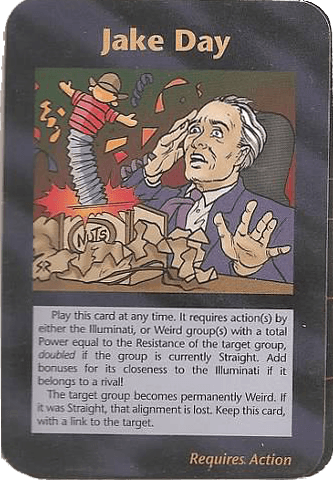 Jake Day
NUTS
SR
Play this card at any time. It requires action(s) by
either the Illuminati, or Weird group(s) with a total
Power equal to the Resistance of the target group,
doubled if the group is currently Straight. Add
bonuses for its closeness to the Illuminati if it
belongs to a rival!
The target group becomes permanently Weird. If
it was Straight, that alignment is lost. Keep this card,
with a link to the target.
Requires Action